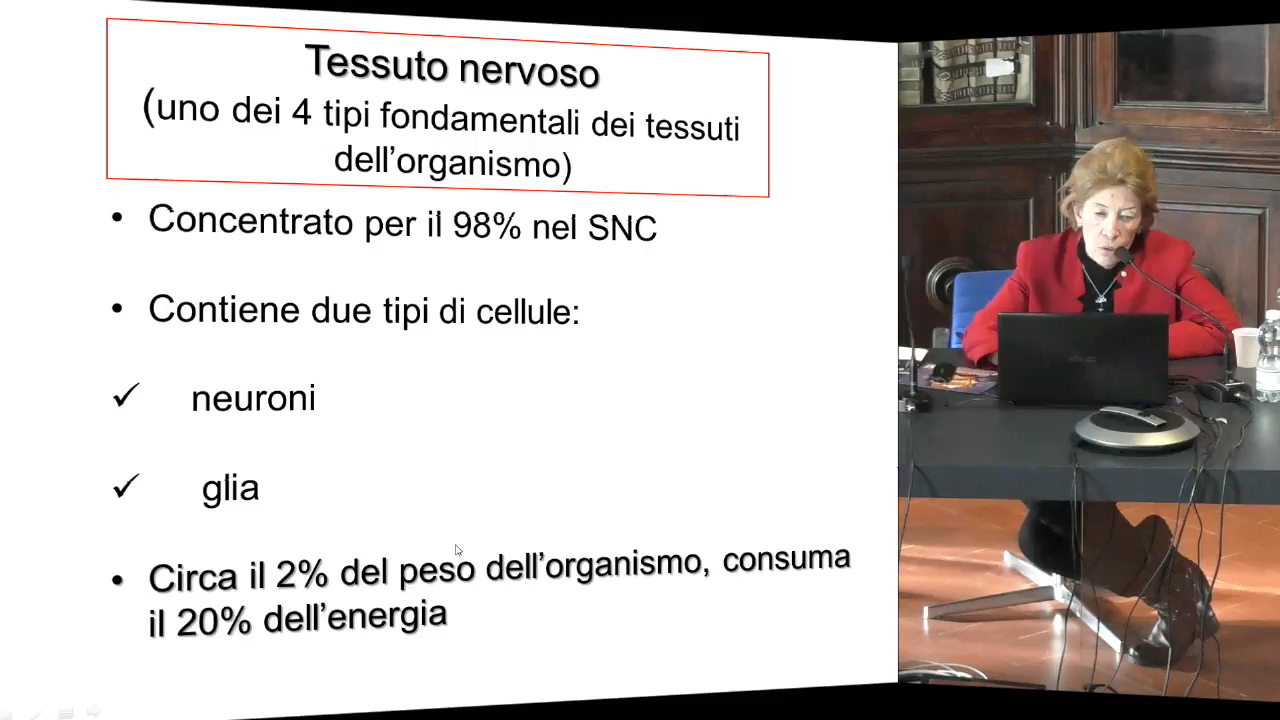 Tessuto nervoso
(uno dei 4 tipi fondamentali dei tessuti
dell'organismo)
• Concentrato per il 98% nel SNC
• Contiene due tipi di cellule:
✓ neuroni
✓ glia
• Circa il 2% del peso dell'organismo, consuma
il 20% dell'energia